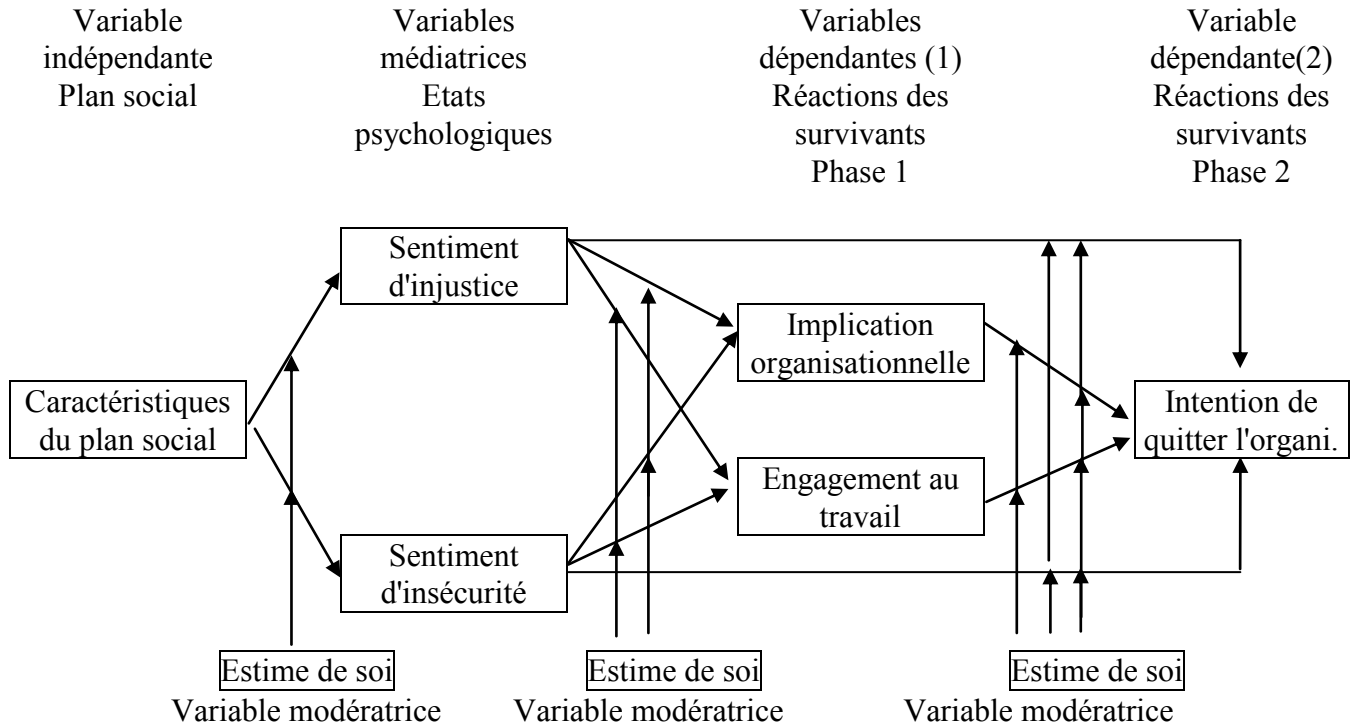 Variable
indépendante
Plan social
Variables
médiatrices
Etats
psychologiques
Variables
dépendantes (1)
Réactions des
survivants
Phase 1
Variable
dépendante(2)
Réactions des
survivants
Phase 2
Sentiment
d'injustice
Implication
organisationnelle
Caractéristiques
du plan social
Intention de
quitter l'organi.
Engagement au
travail
Sentiment
d'insécurité
Estime de soi
Variable modératrice
Estime de soi
Variable modératrice
Estime de soi
Variable modératrice